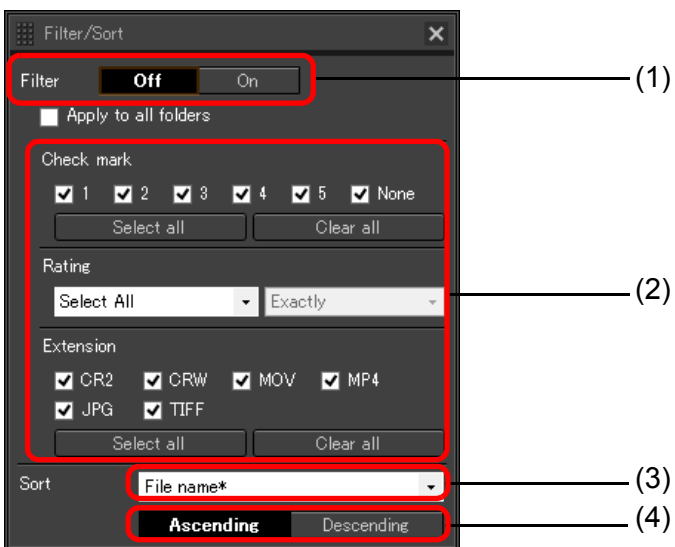 Filter/Sort
Filter Off On (1)
Apply to all folders
Check mark
1 2 3 4 5 None
Select all Clear all
Rating
Select All Exactly (2)
Extension
CR2 CRW MOV MP4
JPG TIFF
Select all Clear all
Sort File name* (3)
Ascending Descending (4)